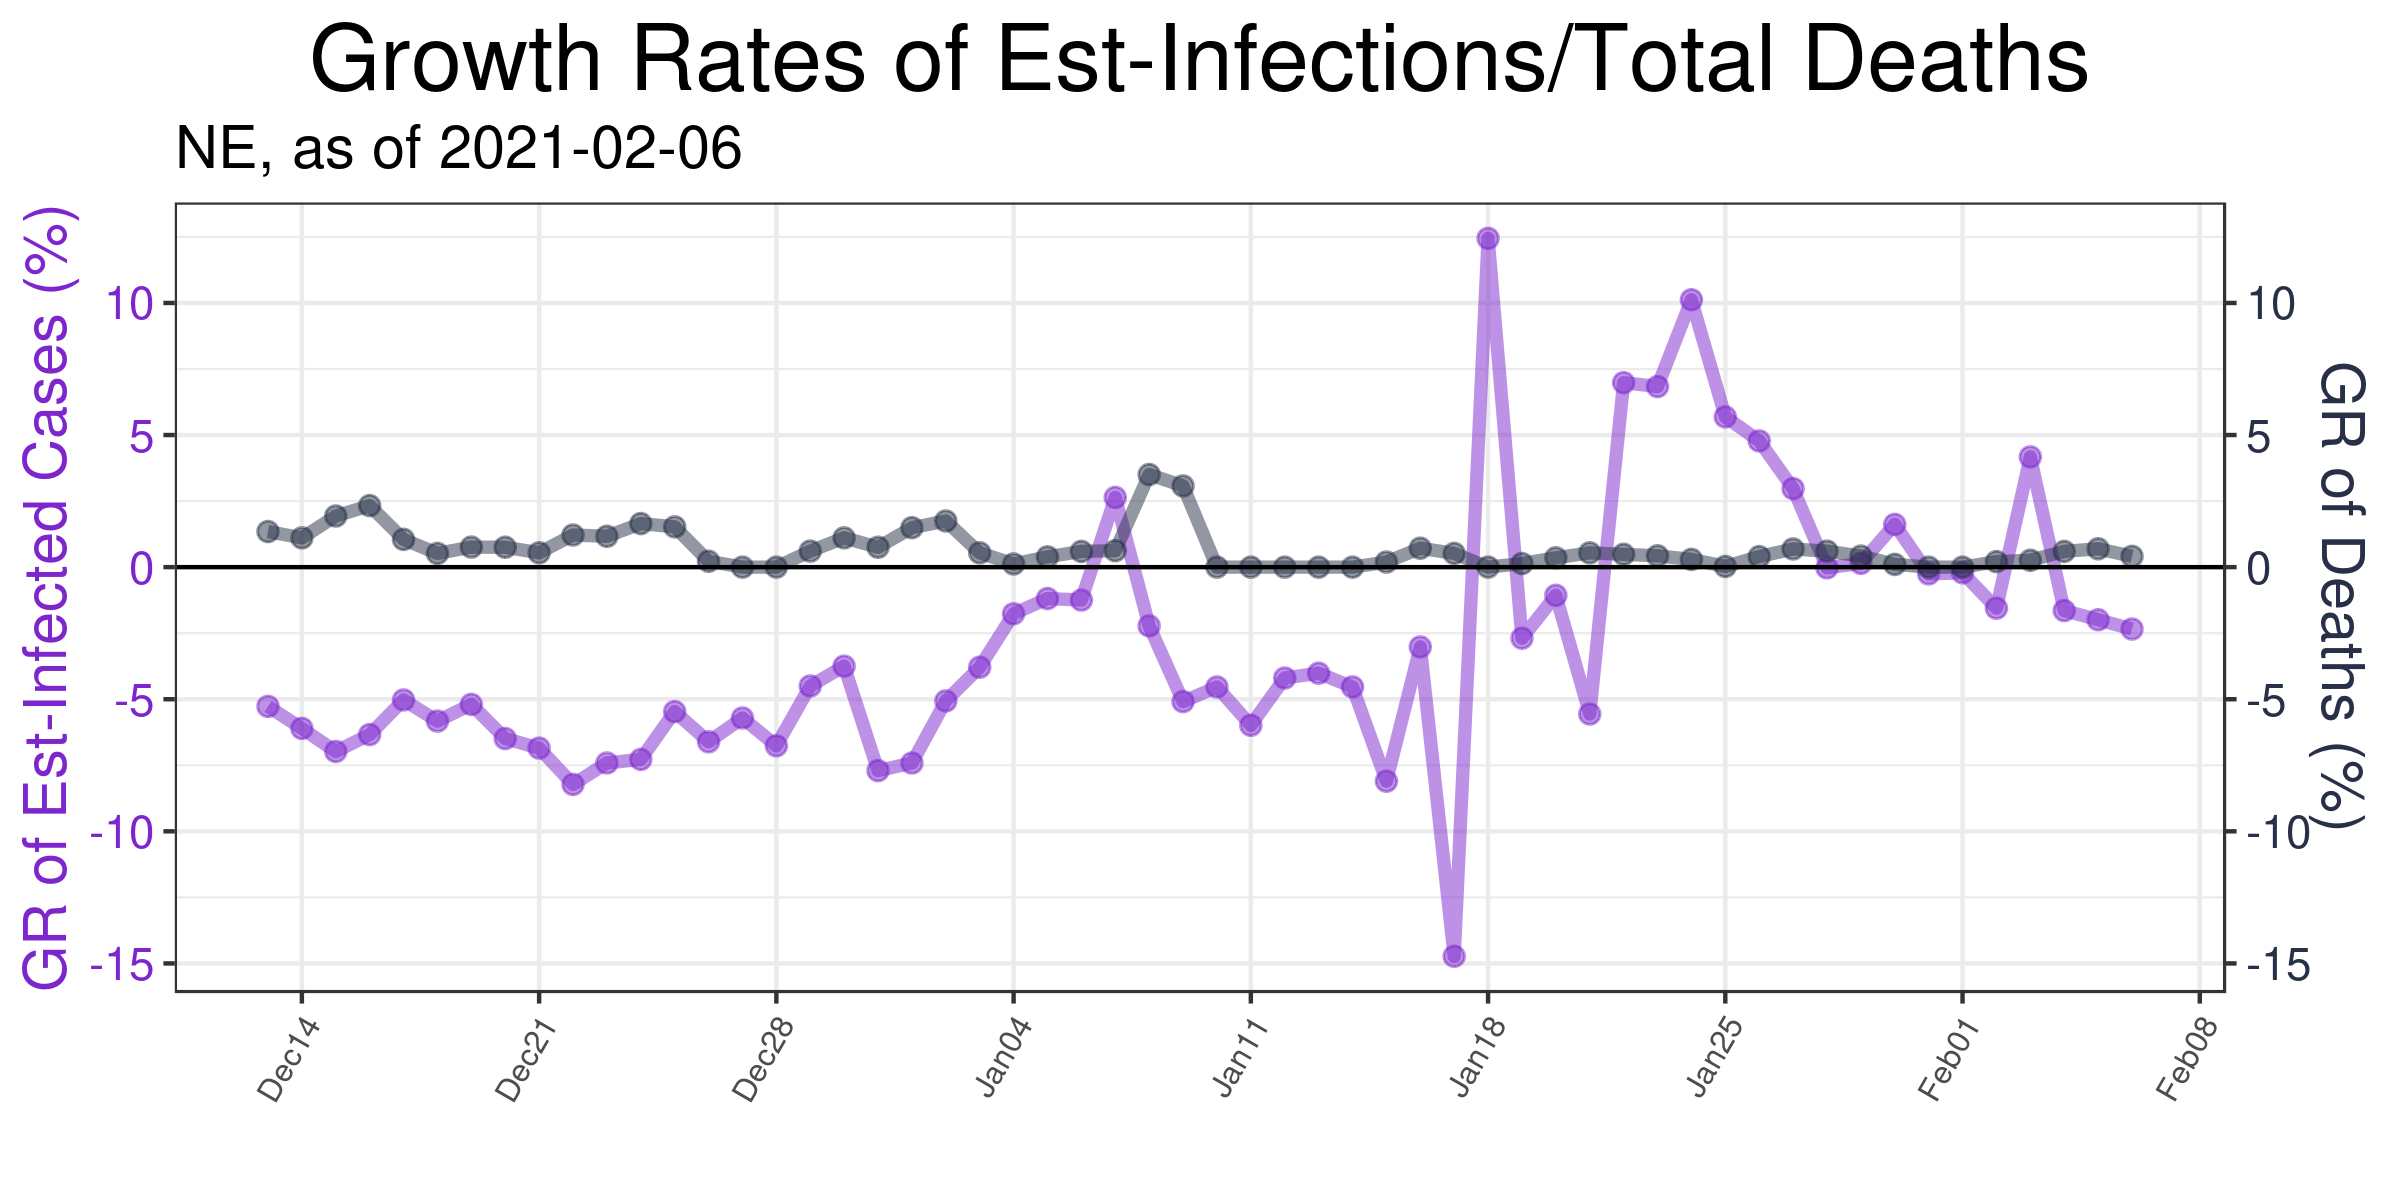 Growth Rates of Est-Infections/Total Deaths
NE, as of 2021-02-06
GR of Est-Infected Cases (%)
10
5
0
-5
-10
-15
10
5
0
-5
-10
-15
GR of Deaths (%)
Dec14
Dec21
Dec28
Jan04
Jan11
Jan18
Jan25
Feb01
Feb08